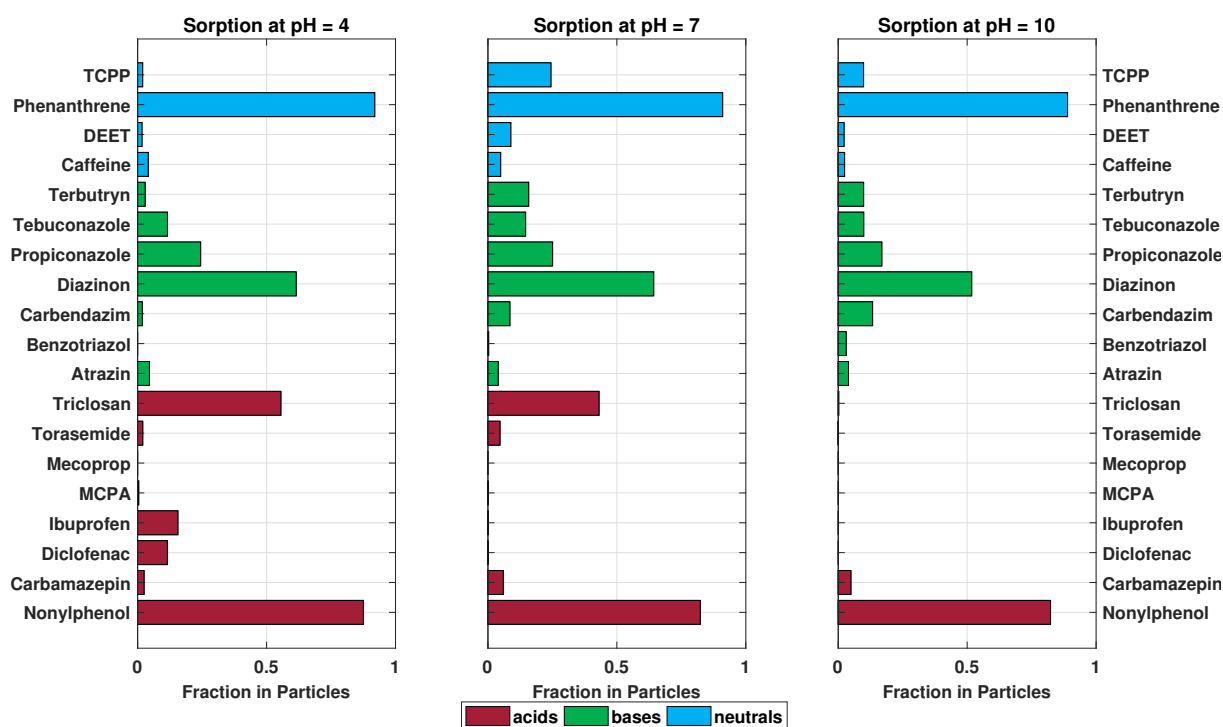 Sorption at pH = 4
Sorption at pH = 7
Sorption at pH = 10
TCPP
Phenanthrene
DEET
Caffeine
Terbutryn
Tebuconazole
Propiconazole
Diazinon
Carbendazim
Benzotriazol
Atrazin
Triclosan
Torasemide
Mecoprop
MCPA
Ibuprofen
Diclofenac
Carbamazepin
Nonylphenol
0 0.5 1
Fraction in Particles
0 0.5 1
Fraction in Particles
0 0.5 1
Fraction in Particles
TCPP
Phenanthrene
DEET
Caffeine
Terbutryn
Tebuconazole
Propiconazole
Diazinon
Carbendazim
Benzotriazol
Atrazin
Triclosan
Torasemide
Mecoprop
MCPA
Ibuprofen
Diclofenac
Carbamazepin
Nonylphenol
acids bases neutrals